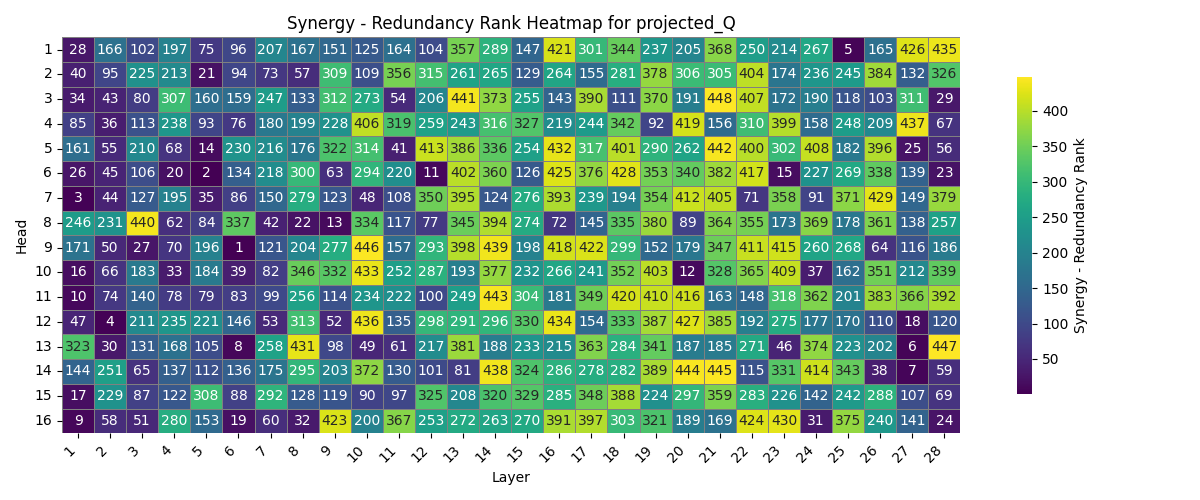 Synergy - Redundancy Rank Heatmap for projected_Q
1 28 166 102 197 75 96 207 167 151 125 164 104 357 289 147 421 301 344 237 205 368 250 214 267 5 165 426 435
2 40 95 225 213 21 94 73 57 309 109 356 315 261 265 129 264 155 281 378 306 305 404 174 236 245 384 132 326
3 34 43 80 307 160 159 247 133 312 273 54 206 441 373 255 143 390 111 370 191 448 407 172 190 118 103 311 29
4 85 36 113 238 93 76 180 199 228 406 319 259 243 316 327 219 244 342 92 419 156 310 399 158 248 209 437 67
5 161 55 210 68 14 230 216 176 322 314 41 413 386 336 254 432 317 401 290 262 442 400 302 408 182 396 25 56
6 26 45 106 20 2 134 218 300 63 294 220 11 402 360 126 425 376 428 353 340 382 417 15 227 269 338 139 23
7 3 44 127 195 35 86 150 279 123 48 108 350 395 124 276 393 239 194 354 412 405 71 358 91 371 429 149 379
8 246 231 440 62 84 337 42 22 13 334 117 77 345 394 274 72 145 335 380 89 364 355 173 369 178 361 138 257
9 171 50 27 70 196 1 121 204 277 446 157 293 398 439 198 418 422 299 152 179 347 411 415 260 268 64 116 186
10 16 66 183 33 184 39 82 346 332 433 252 287 193 377 232 266 241 352 403 12 328 365 409 37 162 351 212 339
11 10 74 140 78 79 83 99 256 114 234 222 100 249 443 304 181 349 420 410 416 163 148 318 362 201 383 366 392
12 47 4 211 235 221 146 53 313 52 436 135 298 291 296 330 434 154 333 387 427 385 192 275 177 170 110 18 120
13 323 30 131 168 105 8 258 431 98 49 61 217 381 188 233 215 363 284 341 187 185 271 46 374 223 202 6 447
14 144 251 65 137 112 136 175 295 203 372 130 101 81 438 324 286 278 282 389 444 445 115 331 414 343 38 7 59
15 17 229 87 122 308 88 292 128 119 90 97 325 208 320 329 285 348 388 224 297 359 283 226 142 242 288 107 69
16 9 58 51 280 153 19 60 32 423 200 367 253 272 263 270 391 397 303 321 189 169 424 430 31 375 240 141 24
1 2 3 4 5 6 7 8 9 10 11 12 13 14 15 16 17 18 19 20 21 22 23 24 25 26 27 28
Layer
Head
400
350
300
250
200
150
100
50
Synergy - Redundancy Rank